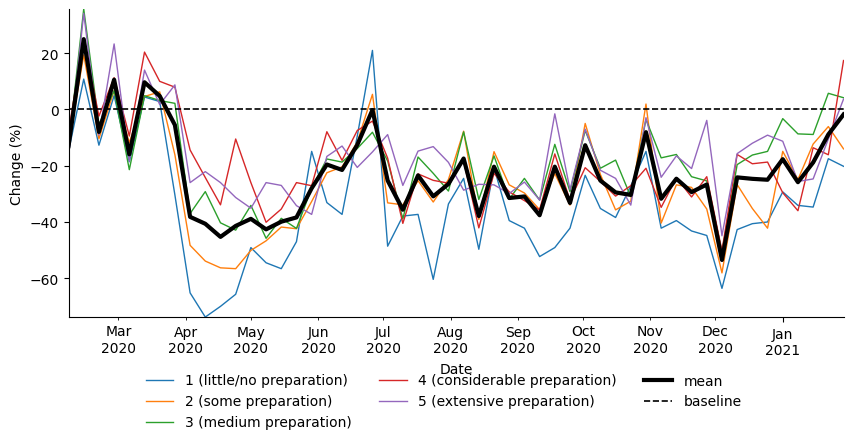 Change (%)
20
0
−20
−40
−60
Mar Apr May Jun Jul Aug Sep Oct Nov Dec Jan
2020 2020 2020 2020 2020 2020 2020 2020 2020 2020 2021
Date
1 (little/no preparation) 4 (considerable preparation) mean
2 (some preparation) 5 (extensive preparation) baseline
3 (medium preparation)